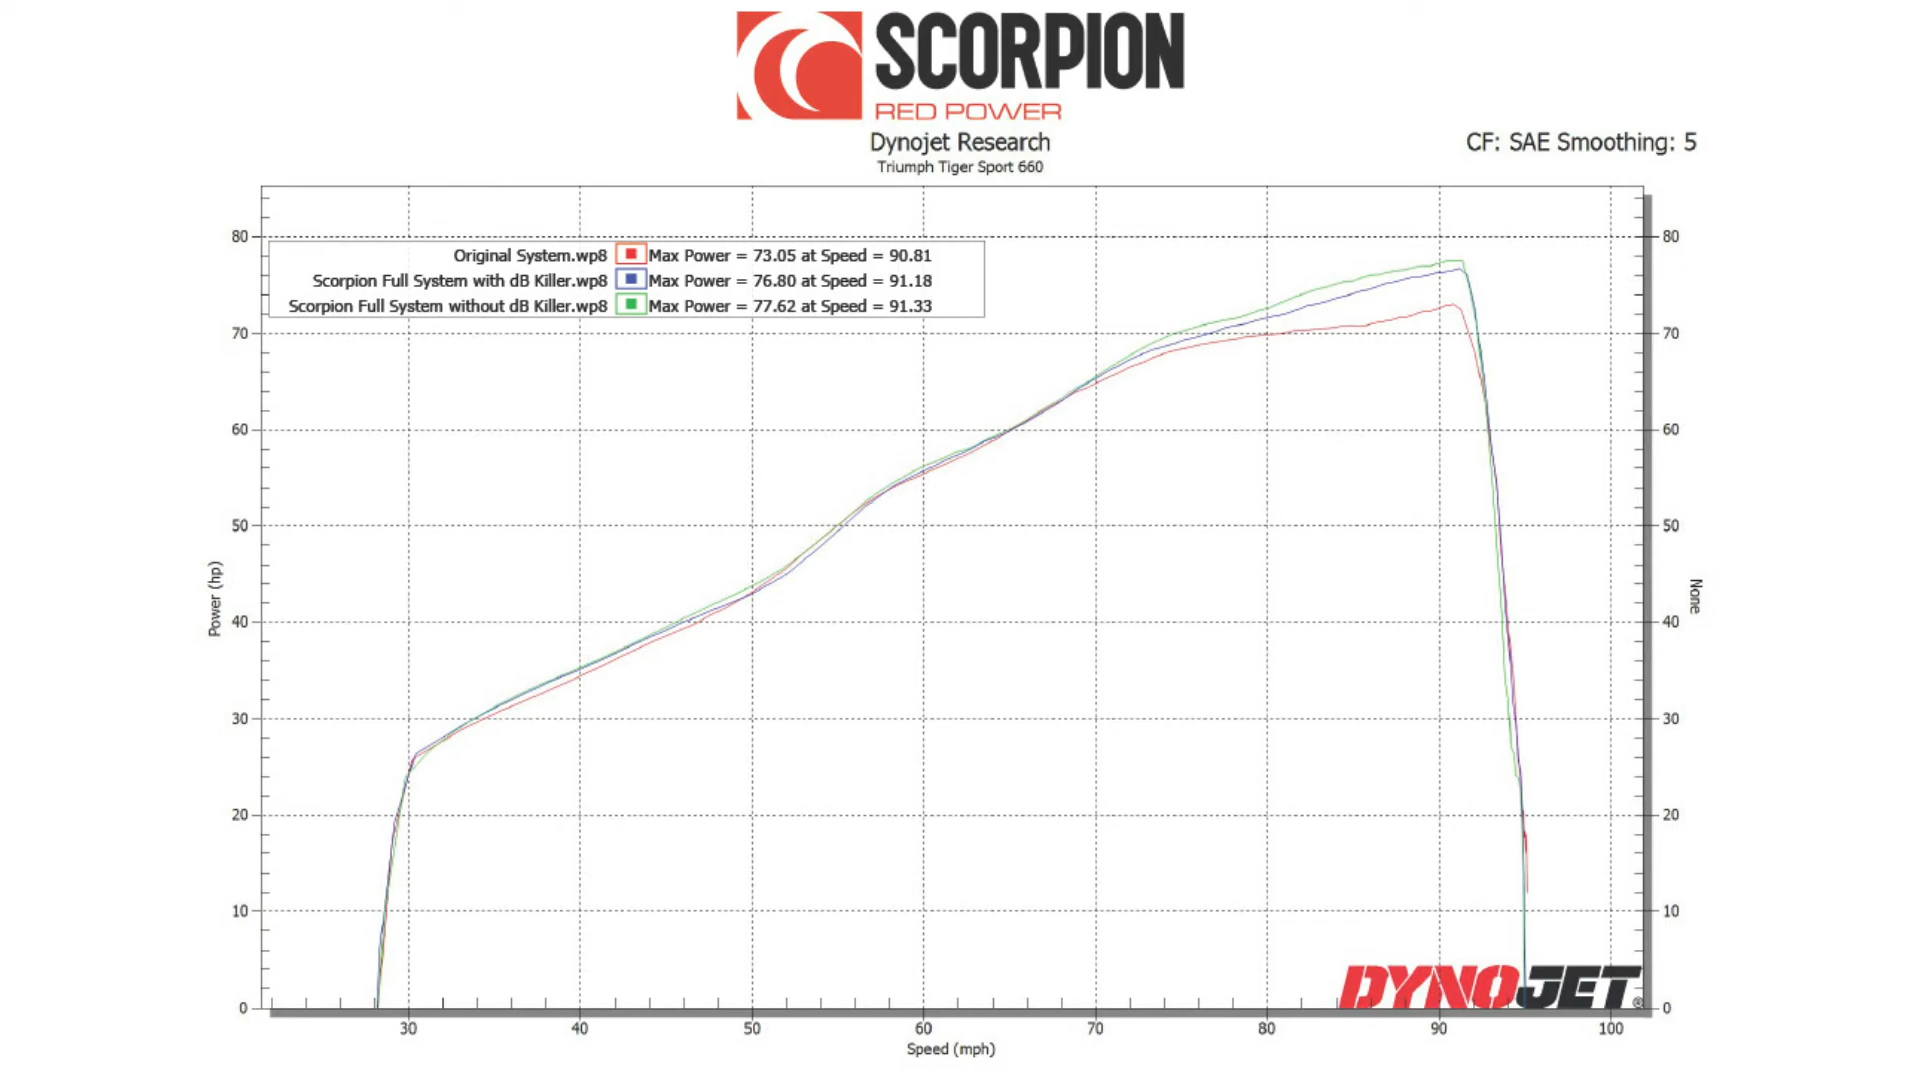 SCORPION
RED POWER
Dynojet Research
CF: SAE Smoothing: 5
Triumph Tiger Sport 660
Original System.wp8 Max Power = 73.05 at Speed = 90.81
Scorpion Full System with dB Killer.wp8 Max Power = 76.80 at Speed = 91.18
Scorpion Full System without dB Killer.wp8 Max Power = 77.62 at Speed = 91.33
80 80
70 70
60 60
50 50
Power (hp)
None
40 40
30 30
20 20
10 10
DYNOJET®
0 0
30 40 50 60 70 80 90 100
Speed (mph)